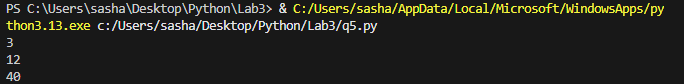 PS C:\Users\sasha\Desktop\Python\Lab3> & C:/Users/sasha/AppData/Local/Microsoft/WindowsApps/py
thon3.13.exe c:/Users/sasha/Desktop/Python/Lab3/q5.py
3
12
40